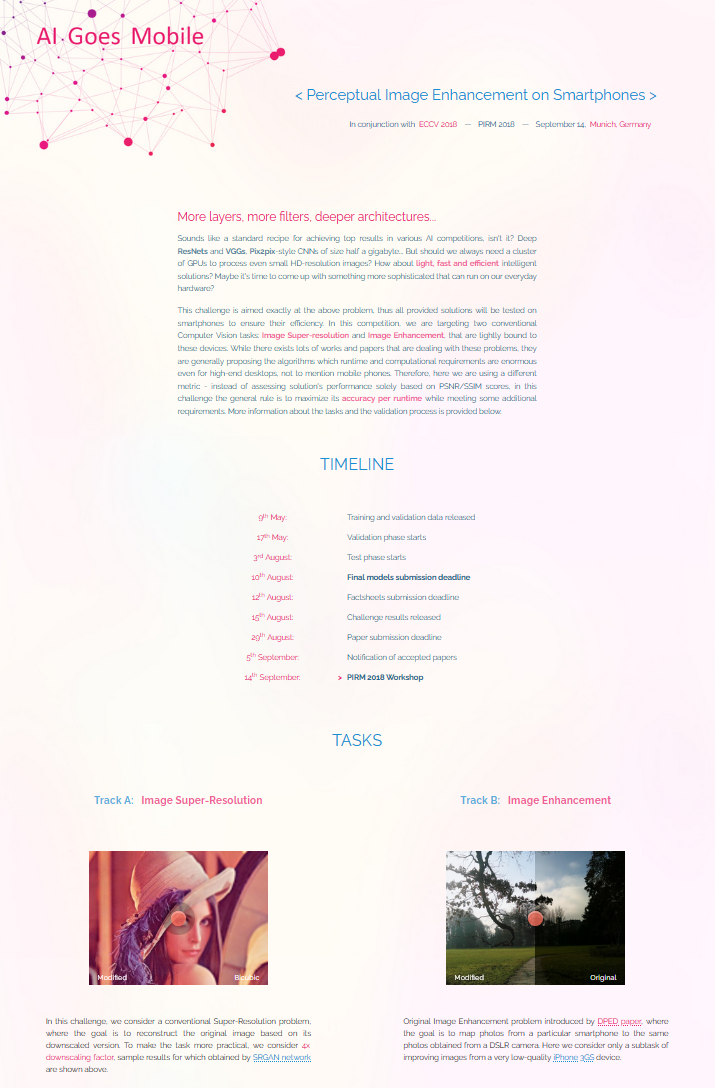 AI Goes Mobile
< Perceptual Image Enhancement on Smartphones >
In conjunction with ECCV 2018 — PIRM 2018 — September 14, Munich, Germany
More layers, more filters, deeper architectures...
Sounds like a standard recipe for achieving top results in various AI competitions, isn't it? Deep
ResNets and VGGs, Pix2pix-style CNNs of size half a gigabyte... But should we always need a cluster
of GPUs to process even small HD-resolution images? How about light, fast and efficient intelligent
solutions? Maybe it's time to come up with something more sophisticated that can run on our everyday
hardware?
This challenge is aimed exactly at the above problem, thus all provided solutions will be tested on
smartphones to ensure their efficiency. In this competition, we are targeting two conventional
Computer Vision tasks: Image Super-resolution and Image Enhancement, that are tightly bound to
these devices. While there exists lots of works and papers that are dealing with these problems, they
are generally proposing the algorithms which runtime and computational requirements are enormous
even for high-end desktops, not to mention mobile phones. Therefore, here we are using a different
metric - instead of assessing solution's performance solely based on PSNR/SSIM scores, in this
challenge the general rule is to maximize its accuracy per runtime while meeting some additional
requirements. More information about the tasks and the validation process is provided below.
TIMELINE
9th May: Training and validation data released
17th May: Validation phase starts
3rd August: Test phase starts
10th August: Final models submission deadline
12th August: Factsheets submission deadline
15th August: Challenge results released
29th August: Paper submission deadline
5th September: Notification of accepted papers
14th September: > PIRM 2018 Workshop
TASKS
Track A: Image Super-Resolution
Modified Bicubic
In this challenge, we consider a conventional Super-Resolution problem,
where the goal is to reconstruct the original image based on its
downscaled version. To make the task more practical, we consider 4x
downscaling factor, sample results for which obtained by SRGAN network
are shown above.
Track B: Image Enhancement
Modified Original
Original Image Enhancement problem introduced by DPED paper, where
the goal is to map photos from a particular smartphone to the same
photos obtained from a DSLR camera. Here we consider only a subtask of
improving images from a very low-quality iPhone 3GS device.